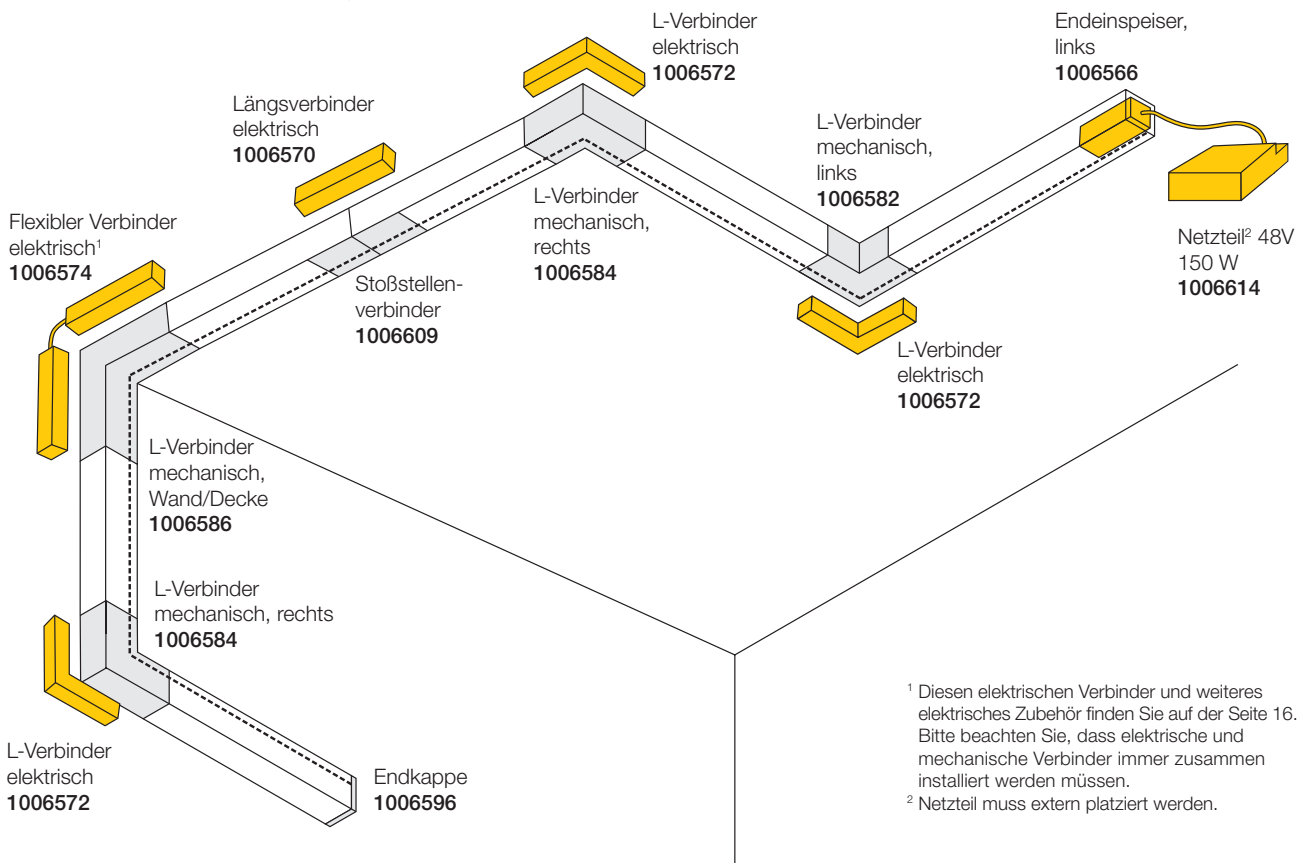 L-Verbinder
elektrisch
1006572
Endeinspeiser,
links
1006566
Längsverbinder
elektrisch
1006570
L-Verbinder
mechanisch,
links
1006582
Flexibler Verbinder
elektrisch¹
1006574
L-Verbinder
mechanisch,
rechts
1006584
Netzteil² 48V
150 W
1006614
Stoßstellen-
verbinder
1006609
L-Verbinder
elektrisch
1006572
L-Verbinder
mechanisch,
Wand/Decke
1006586
L-Verbinder
mechanisch, rechts
1006584
L-Verbinder
elektrisch
1006572
Endkappe
1006596
¹ Diesen elektrischen Verbinder und weiteres
elektrisches Zubehör finden Sie auf der Seite 16.
Bitte beachten Sie, dass elektrische und
mechanische Verbinder immer zusammen
installiert werden müssen.
² Netzteil muss extern platziert werden.